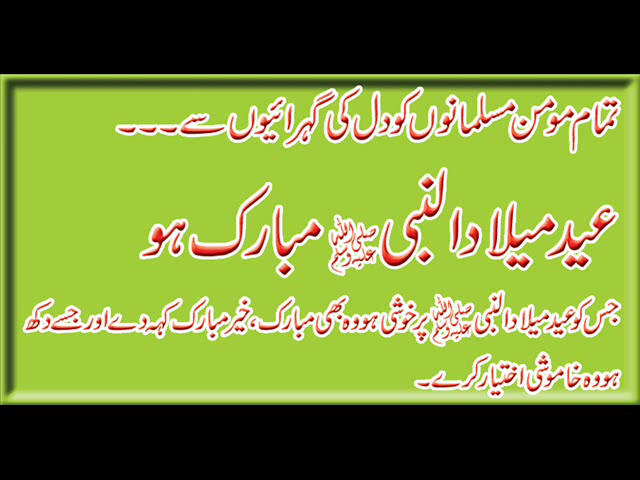 تمام مومن مسلمانوں کو دل کی گہرائیوں سے ۔۔۔
عید میلاد النبی ﷺ مبارک ہو
جس کو عید میلاد النبی ﷺ پر خوشی ہو وہ بھی مبارک، خیر مبارک کہہ دے اور جسے دکھ
ہو وہ خاموشی اختیار کرے۔